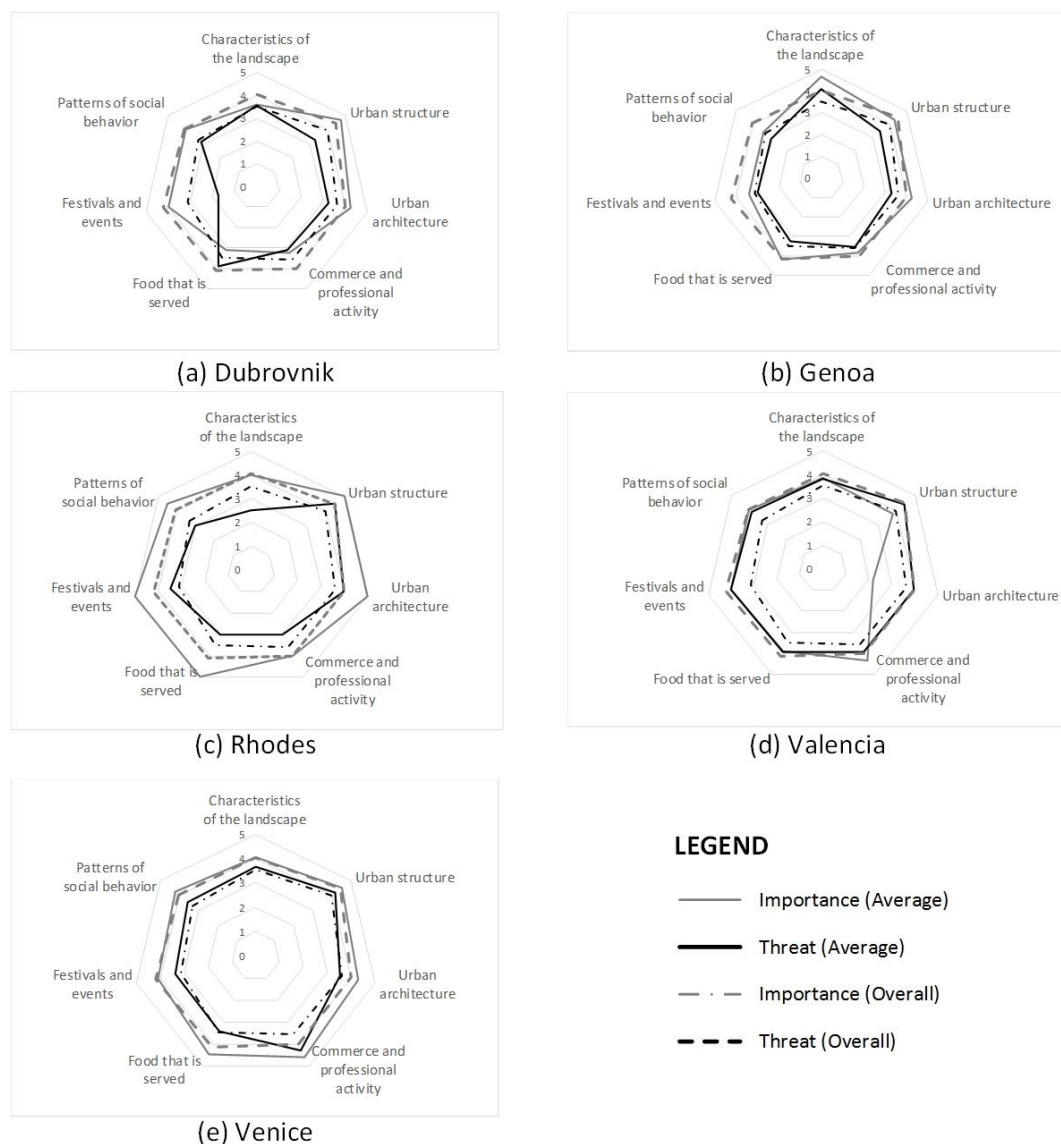 Characteristics of
the landscape
5
4
3
2
1
0
Urban structure
Urban
architecture
Commerce and
professional activity
Food that is
served
Festivals and
events
Patterns of social
behavior
(a) Dubrovnik
Characteristics of
the landscape
5
4
3
2
1
0
Urban structure
Urban architecture
Commerce and
professional activity
Food that is served
Festivals and events
Patterns of social
behavior
(b) Genoa
Characteristics
of the landscape
5
4
3
2
1
0
Urban structure
Urban
architecture
Commerce and
professional activity
Food that is
served
Festivals and
events
Patterns of
social behavior
(c) Rhodes
Characteristics of
the landscape
5
4
3
2
1
0
Urban structure
Urban architecture
Commerce and
professional
activity
Food that is served
Festivals and
events
Patterns of social
behavior
(d) Valencia
Characteristics
of the landscape
5
4
3
2
1
0
Urban structure
Urban
architecture
Commerce and
professional
activity
Food that is
served
Festivals and
events
Patterns of
social behavior
(e) Venice
LEGEND
Importance (Average)
Threat (Average)
Importance (Overall)
Threat (Overall)